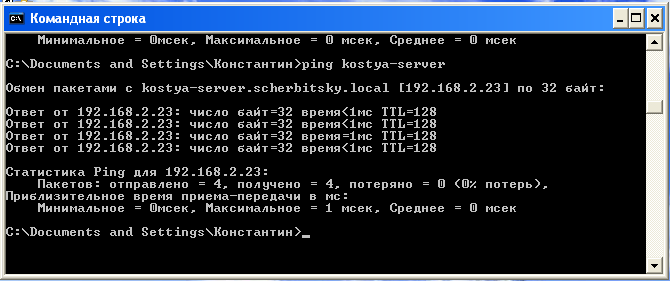 Командная строка
Минимальное = 0мсек, Максимальное = 0 мсек, Среднее = 0 мсек
C:\Documents and Settings\Константин>ping kostya-server
Обмен пакетами с kostya-server.scherbitsky.local [192.168.2.23] по 32 байт:
Ответ от 192.168.2.23: число байт=32 время<1мс TTL=128
Ответ от 192.168.2.23: число байт=32 время<1мс TTL=128
Ответ от 192.168.2.23: число байт=32 время=1мс TTL=128
Ответ от 192.168.2.23: число байт=32 время<1мс TTL=128
Статистика Ping для 192.168.2.23:
Пакетов: отправлено = 4, получено = 4, потеряно = 0 (0% потерь),
Приблизительное время приема-передачи в мс:
Минимальное = 0мсек, Максимальное = 1 мсек, Среднее = 0 мсек
C:\Documents and Settings\Константин>_